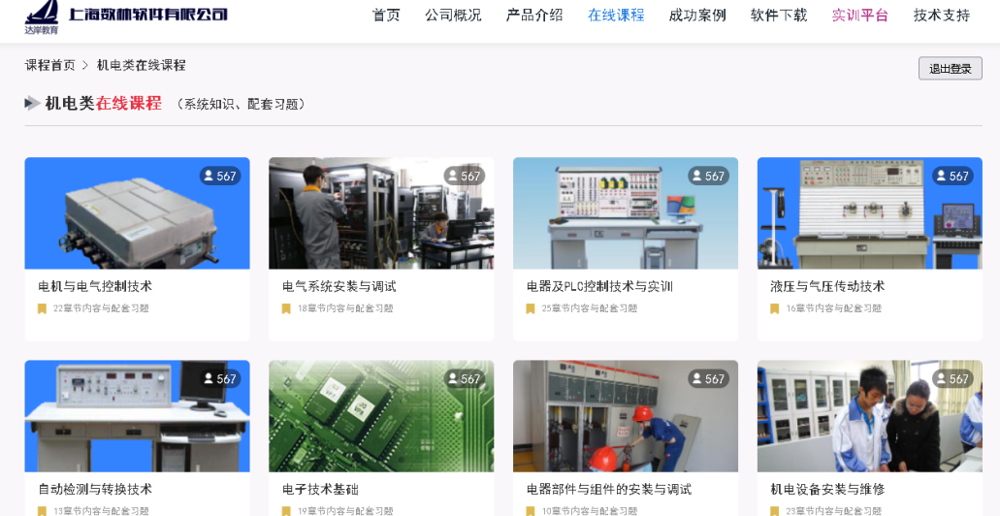 上海数林软件有限公司
达岸教育
首页 公司概况 产品介绍 在线课程 成功案例 软件下载 实训平台 技术支持
课程首页 > 机电类在线课程
退出登录
机电类在线课程 (系统知识、配套习题)
567
567
567
567
电机与电气控制技术
电气系统安装与调试
电器及PLC控制技术与实训
液压与气压传动技术
22章节内容与配套习题
18章节内容与配套习题
25章节内容与配套习题
16章节内容与配套习题
567
567
567
567
自动检测与转换技术
电子技术基础
电器部件与组件的安装与调试
机电设备安装与维修
13章节内容与配套习题
19章节内容与配套习题
10章节内容与配套习题
23章节内容与配套习题